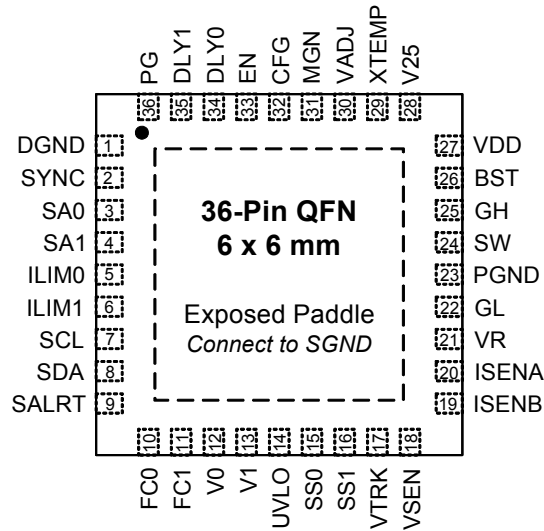 PG
DLY1
DLY0
EN
CFG
MGN
VADJ
XTEMP
V25
36
35
34
33
32
31
30
29
28
DGND 1
SYNC 2
SA0 3
SA1 4
ILIM0 5
ILIM1 6
SCL 7
SDA 8
SALRT 9
36-Pin QFN
6 x 6 mm
Exposed Paddle
Connect to SGND
27 VDD
26 BST
25 GH
24 SW
23 PGND
22 GL
21 VR
20 ISENA
19 ISENB
10
11
12
13
14
15
16
17
18
FC0
FC1
V0
V1
UVLO
SS0
SS1
VTRK
VSEN